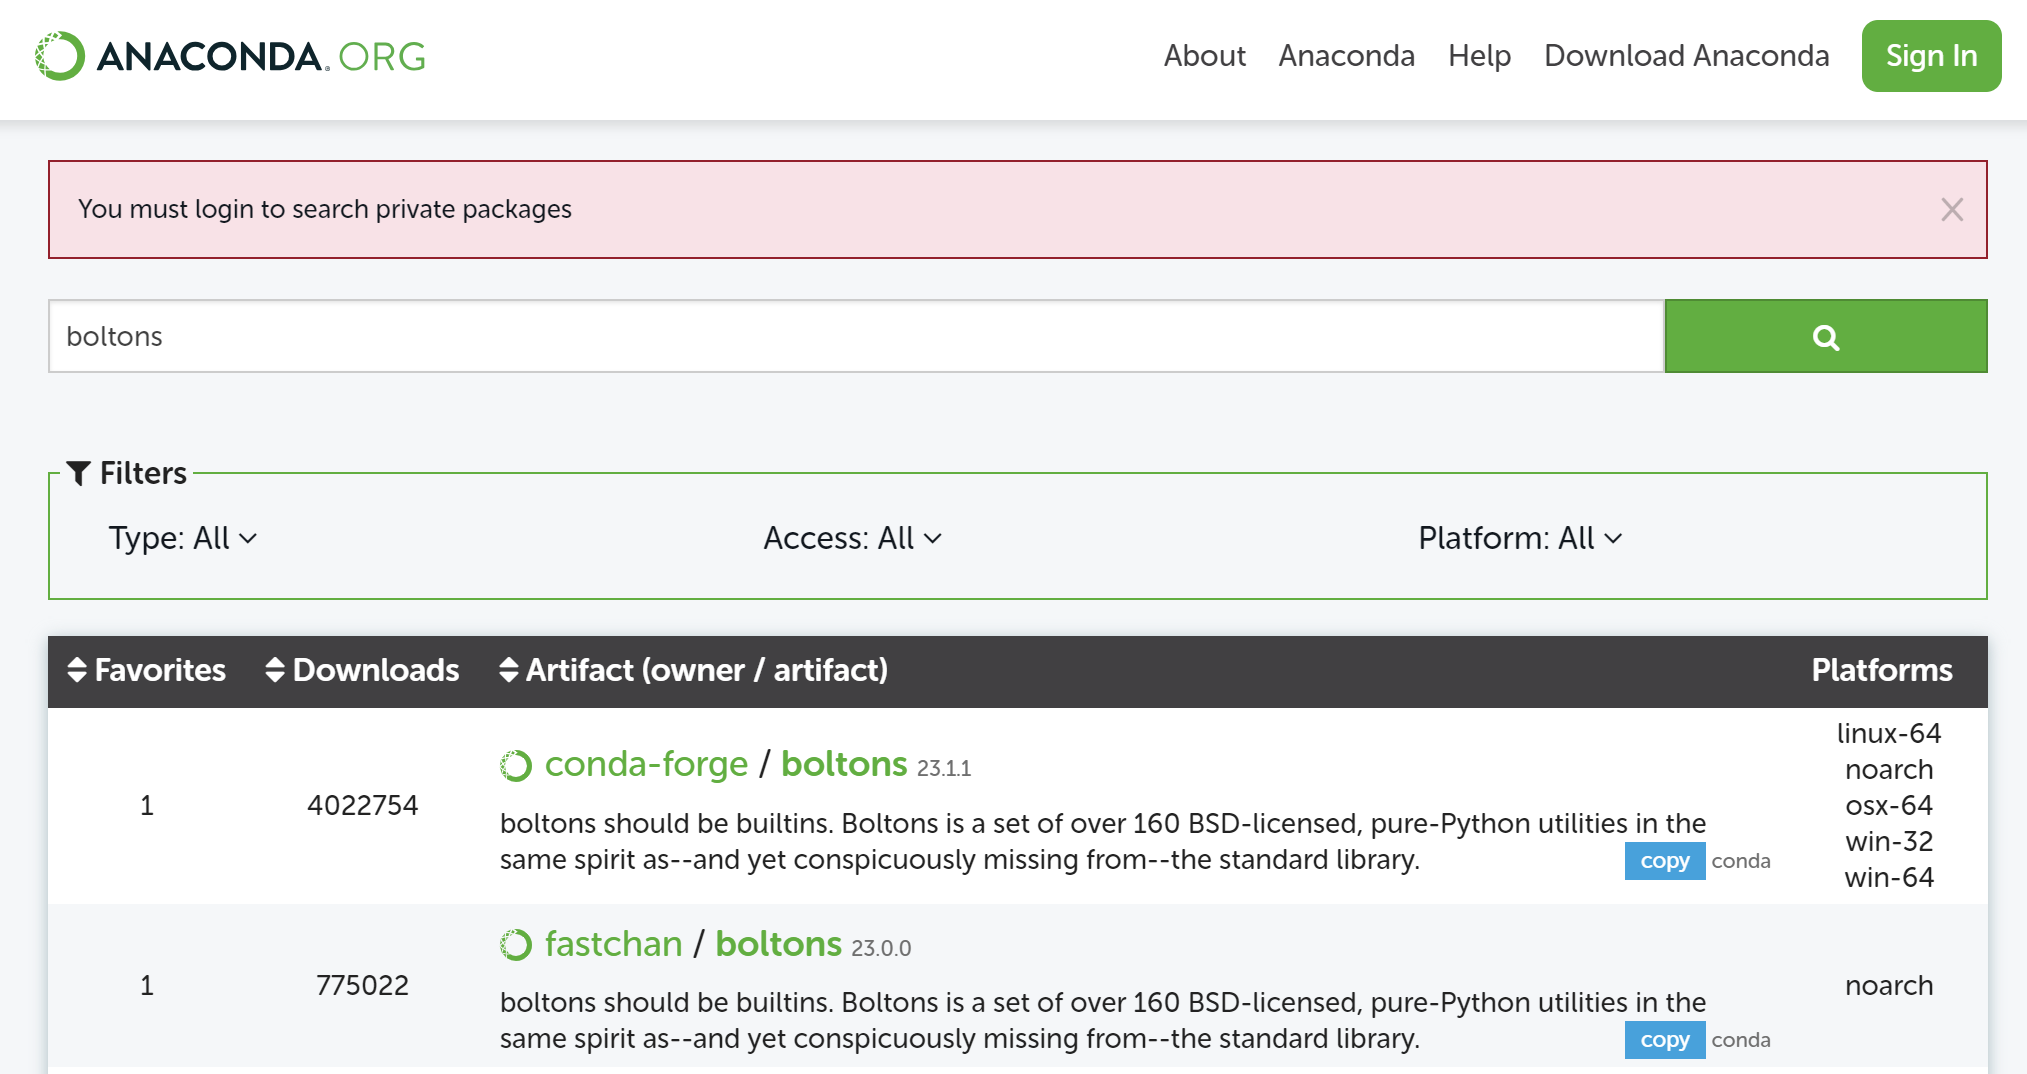 ANACONDA.ORG
About Anaconda Help Download Anaconda Sign In
You must login to search private packages
boltons
Filters
Type: All Access: All Platform: All
Favorites Downloads Artifact (owner / artifact) Platforms
1 4022754 conda-forge / boltons 23.1.1
boltons should be builtins. Boltons is a set of over 160 BSD-licensed, pure-Python utilities in the
same spirit as--and yet conspicuously missing from--the standard library.
copy conda
linux-64
noarch
osx-64
win-32
win-64
1 775022 fastchan / boltons 23.0.0
boltons should be builtins. Boltons is a set of over 160 BSD-licensed, pure-Python utilities in the
same spirit as--and yet conspicuously missing from--the standard library.
copy conda
noarch